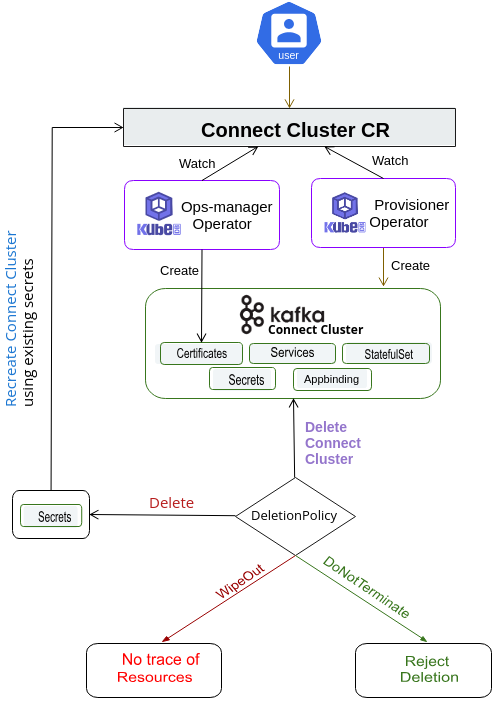 user
Connect Cluster CR
Watch
Watch
Ops-manager
Operator
KubeDB
Provisioner
Operator
KubeDB
Create
Create
kafka
Connect Cluster
Certificates
Services
StatefulSet
Secrets
Appbinding
Recreate Connect Cluster
using existing secrets
Delete
Connect
Cluster
Delete
DeletionPolicy
Secrets
WipeOut
DoNotTerminate
No trace of
Resources
Reject
Deletion